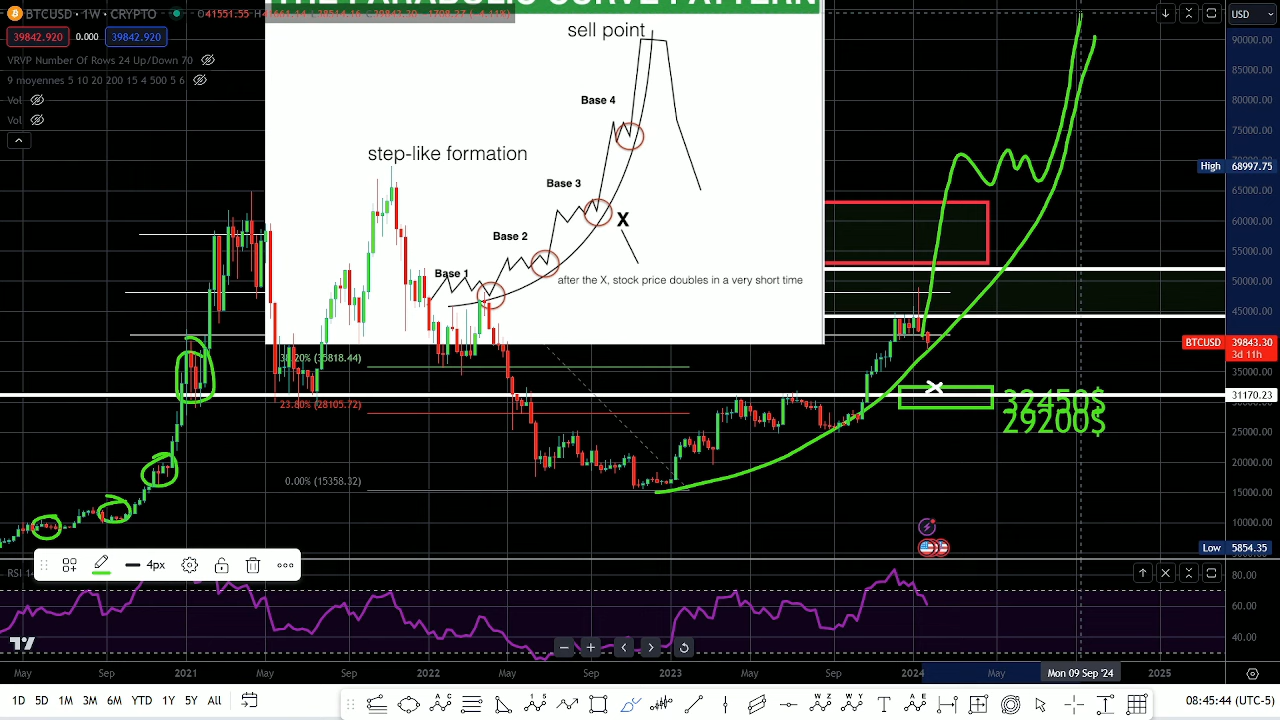 BTCUSD · 1W · CRYPTO
THE PARABOLIC CURVE PATTERN
USD
39842.920 0.000 39842.920
VRVP Number Of Rows 24 Up/Down 70
9 moyennes 5 10 20 200 15 4 500 5 6
Vol
Vol
sell point
Base 4
step-like formation
Base 3
X
Base 2
Base 1
after the X, stock price doubles in a very short time
90000.00
85000.00
80000.00
75000.00
High 68997.75
65000.00
60000.00
55000.00
45000.00
BTCUSD 39843.30
3d 11h
35000.00
31170.23
25000.00
20000.00
15000.00
10000.00
Low 5854.35
38.20% (35818.44)
23.60% (28105.72)
0.00% (15358.32)
32450$
29200$
4px
RSI
80.00
60.00
40.00
May Sep 2021 May Sep 2022 May Sep 2023 May Sep 2024 May Mon 09 Sep '24 2025
1D 5D 1M 3M 6M YTD 1Y 5Y All
08:45:44 (UTC-5)